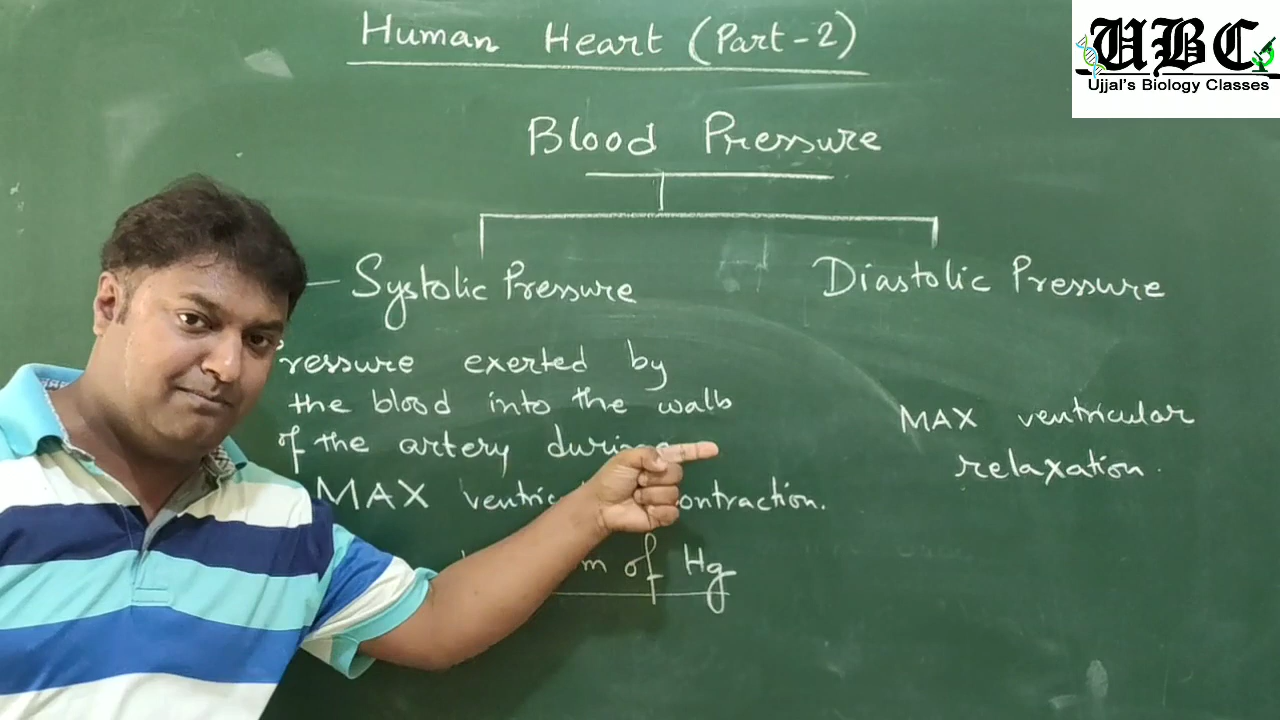 Human Heart (Part-2)
UBC
Ujjal's Biology Classes
Blood Pressure
Systolic Pressure
Diastolic Pressure
ressure exerted by
the blood into the walls
of the artery
MAX contraction.
of Hg
MAX ventricular
relaxation.